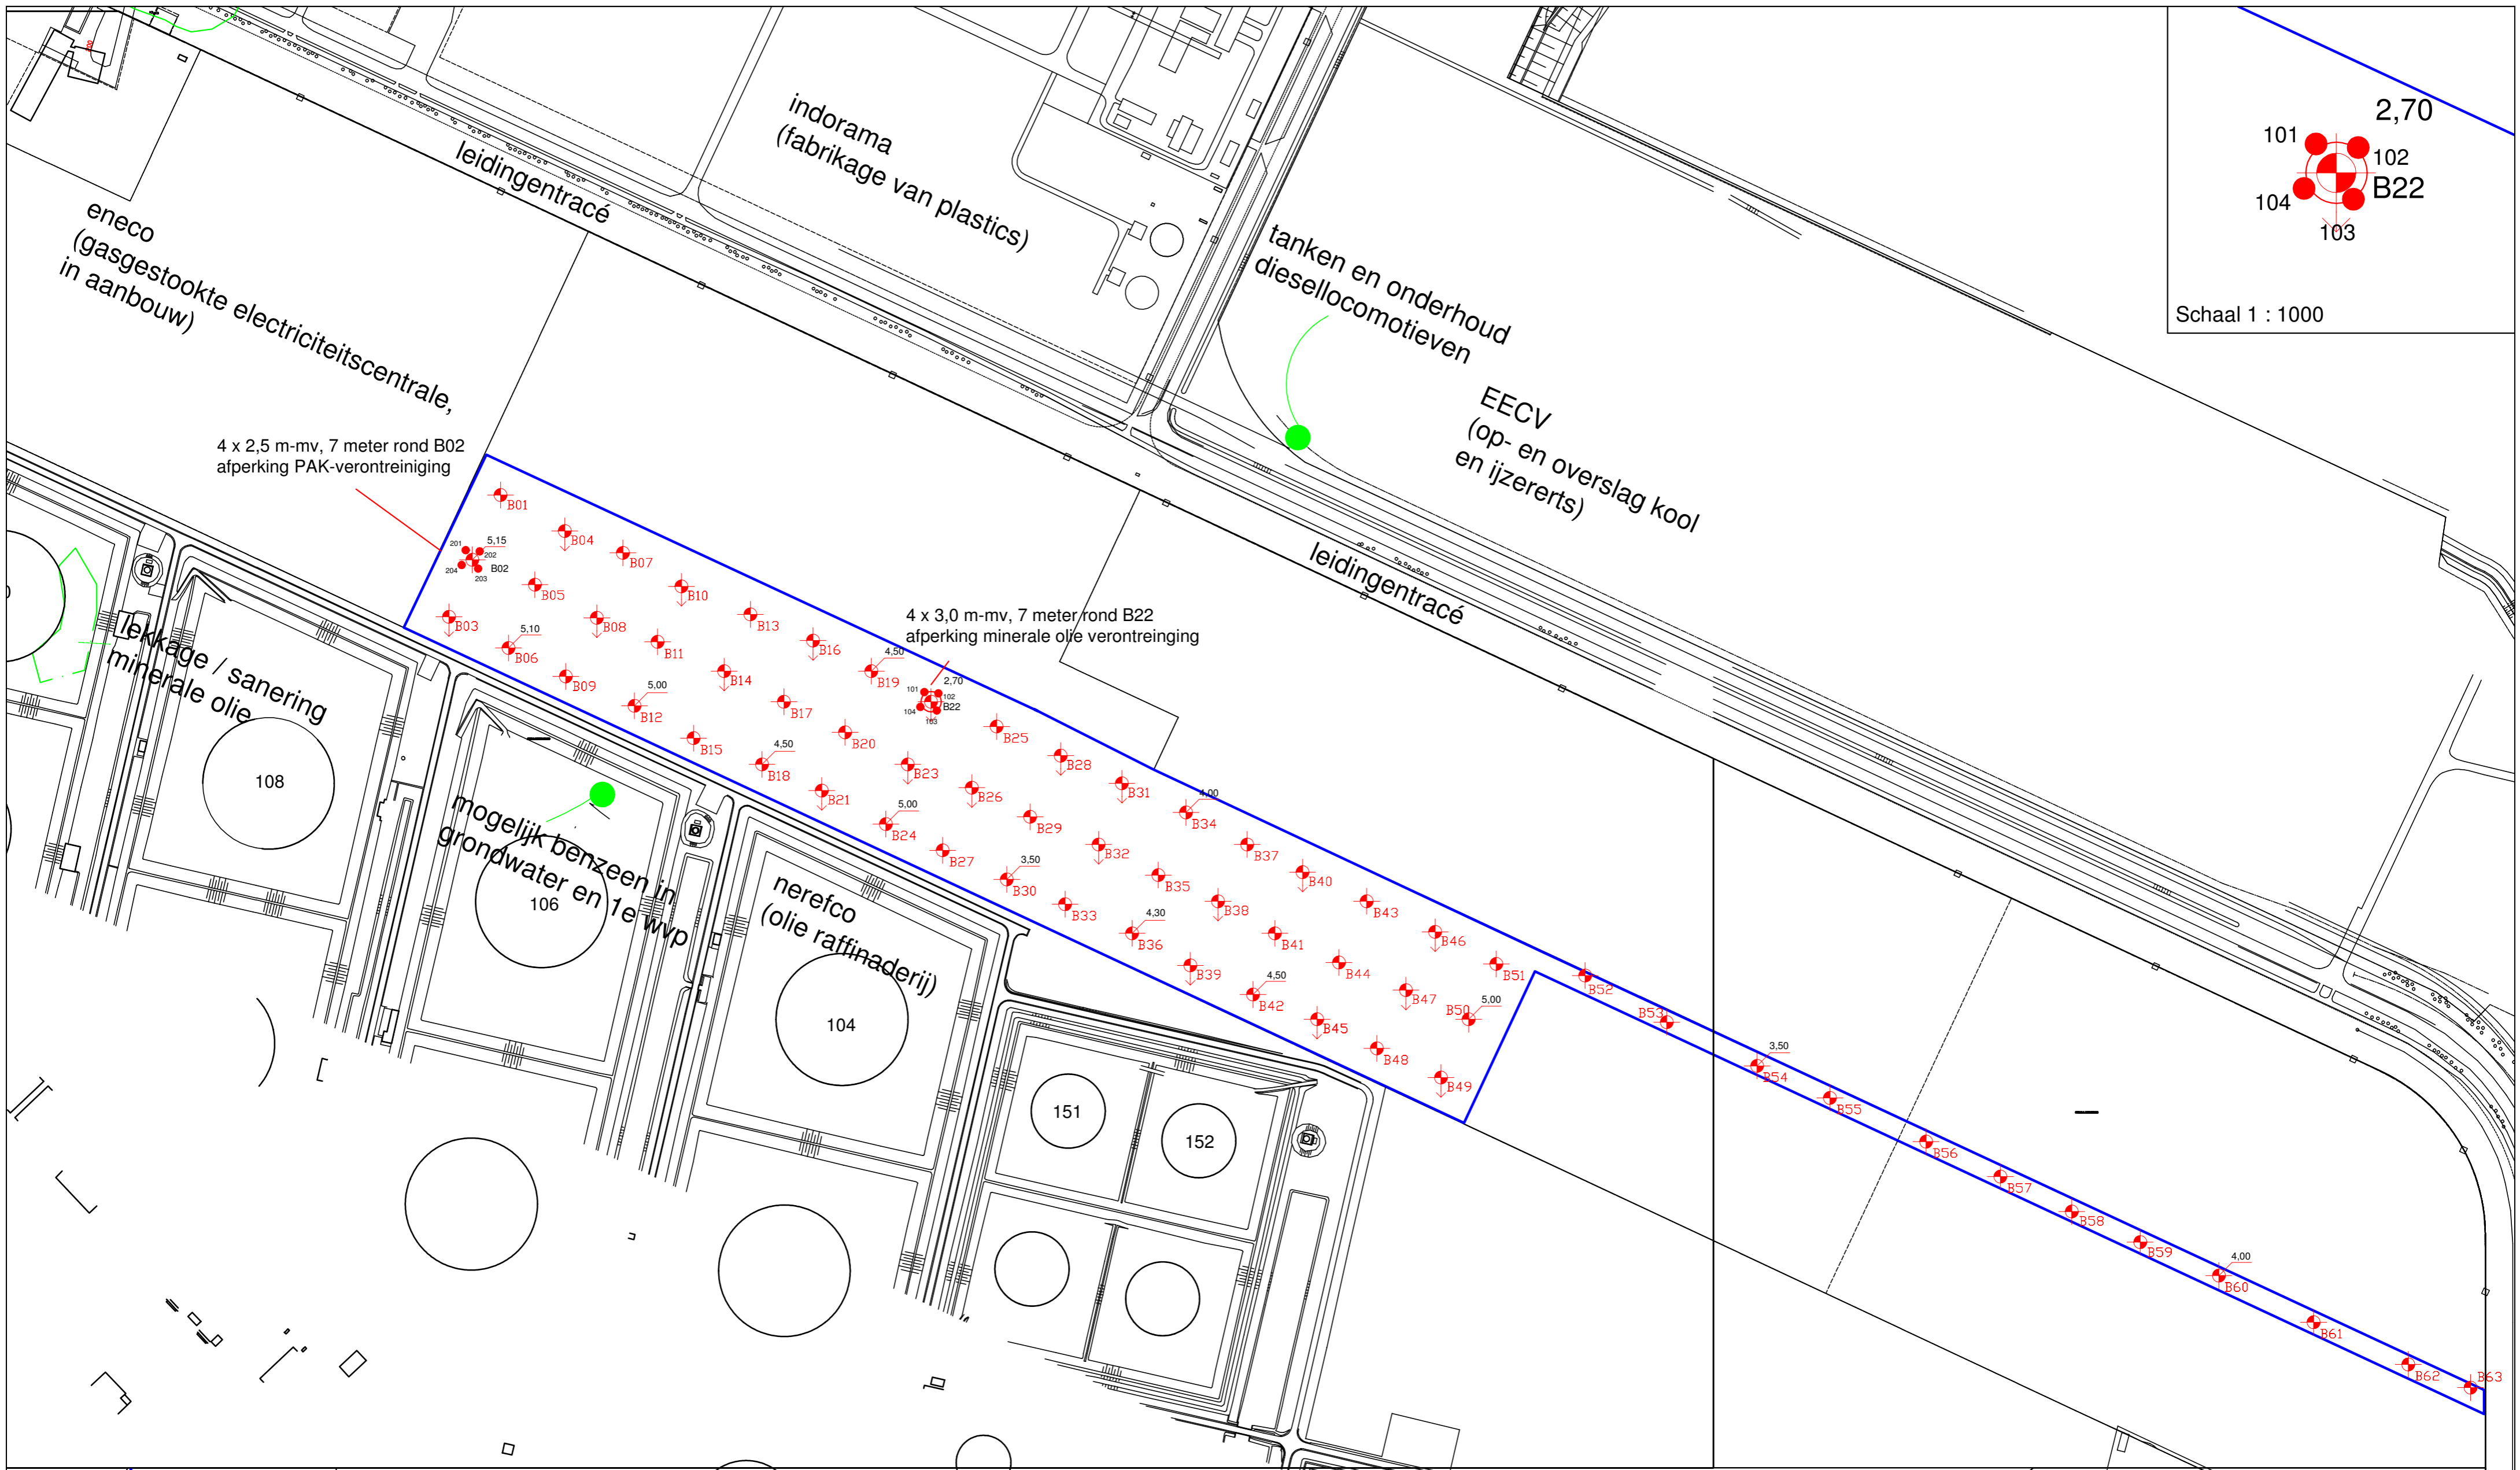 200
indorama
(fabrikage van plastics)
leidingentracé
eneco
(gasgestookte electriciteitscentrale,
in aanbouw)
tanken en onderhoud
diesellocomotieven
EECV
(op- en overslag kool
en ijzererts)
2,70
101
102
B22
104
103
Schaal 1 : 1000
4 x 2,5 m-mv, 7 meter rond B02
afperking PAK-verontreiniging
4 x 3,0 m-mv, 7 meter rond B22
afperking minerale olie verontreinging
leidingentracé
lekkage / sanering
minerale olie
mogelijk benzeen in
grondwater en 1e wvp
nerefco
(olie raffinaderij)
108
106
104
151
152
B01
201
5,15
202
B02
204
203
B03
B04
B05
5,10
B06
B07
B08
B09
B10
B11
5,00
B12
B13
B14
B15
B16
B17
4,50
B18
4,50
B19
B20
B21
101
2,70
102
B22
104
103
B23
5,00
B24
B25
B26
B27
B28
B29
3,50
B30
B31
B32
B33
4,00
B34
B35
4,30
B36
B37
B38
B39
B40
B41
4,50
B42
B43
B44
B45
B46
B47
B48
B49
B50
5,00
B51
B52
B53
3,50
B54
B55
B56
B57
B58
B59
4,00
B60
B61
B62
B63